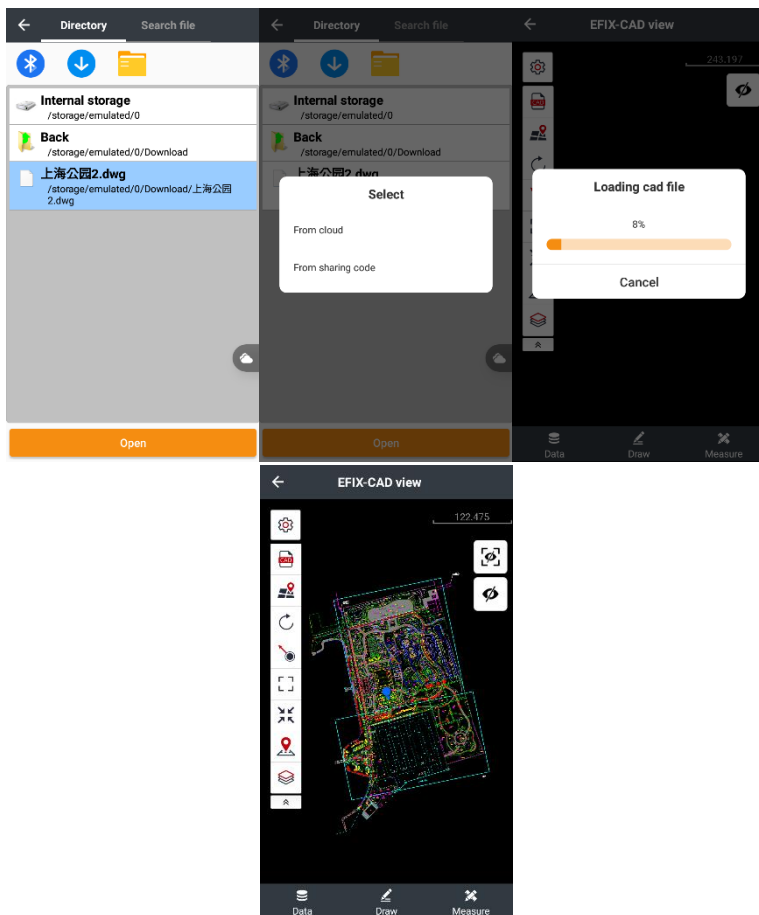 Directory
Search file
Internal storage
/storage/emulated/0
Back
/storage/emulated/0/Download
上海公园2.dwg
/storage/emulated/0/Download/上海公园
2.dwg
Open
Directory
Search file
Internal storage
/storage/emulated/0
Back
/storage/emulated/0/Download
上海公园2.dwg
Select
From cloud
From sharing code
Open
EFIX-CAD view
243.197
CAD
Loading cad file
8%
Cancel
Data
Draw
Measure
EFIX-CAD view
122.475
CAD
Data
Draw
Measure